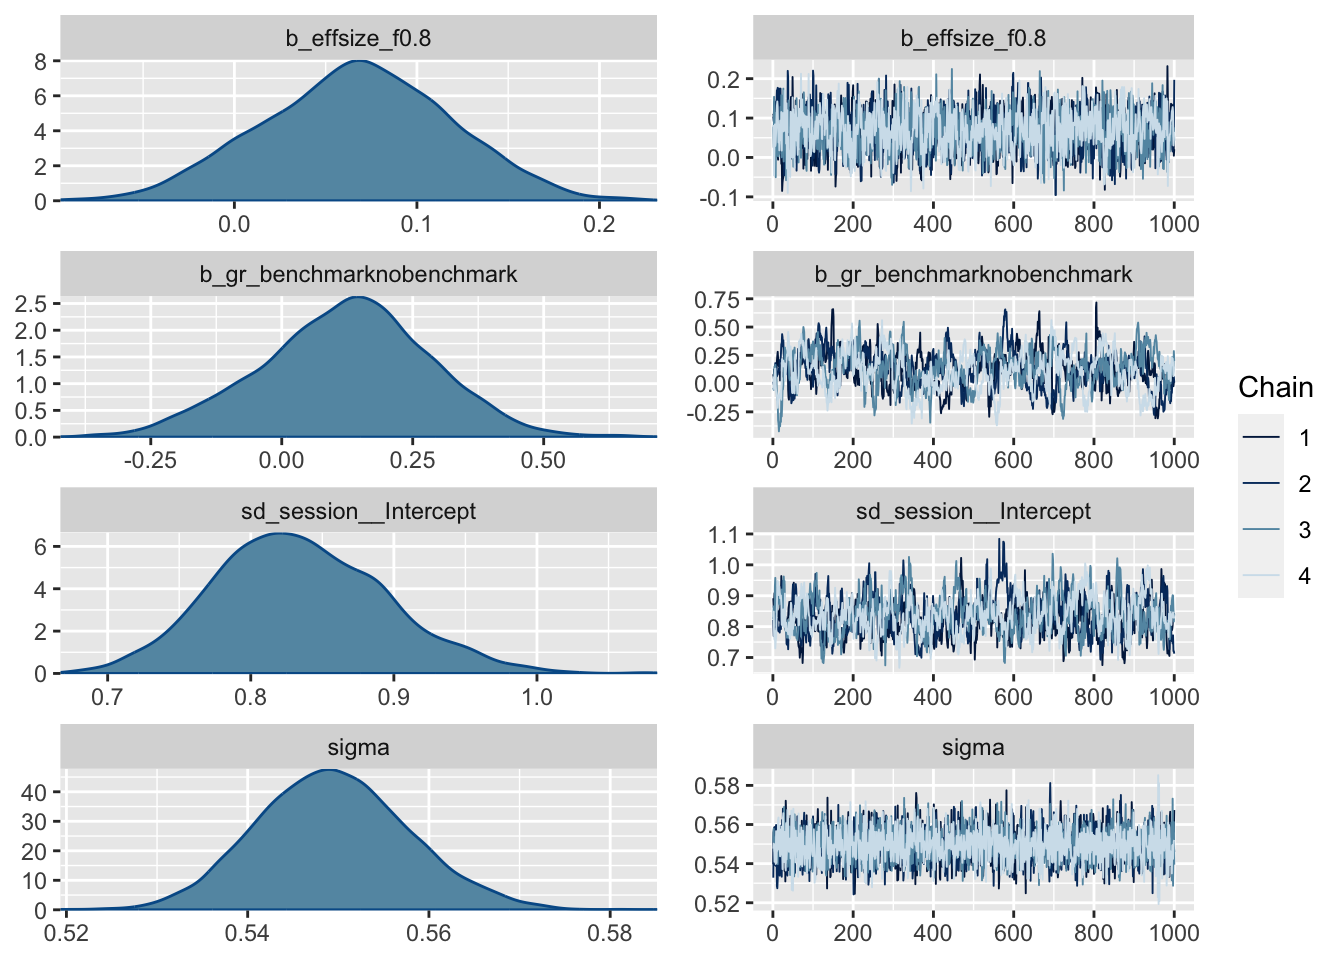 b_effsize_f0.8
8
6
4
2
0
0.0 0.1 0.2
b_effsize_f0.8
0.2
0.1
0.0
-0.1
0 200 400 600 800 1000
b_gr_benchmarknobenchmark
2.5
2.0
1.5
1.0
0.5
0.0
-0.25 0.00 0.25 0.50
b_gr_benchmarknobenchmark
0.75
0.50
0.25
0.00
-0.25
0 200 400 600 800 1000
sd_session__Intercept
6
4
2
0
0.7 0.8 0.9 1.0
sd_session__Intercept
1.1
1.0
0.9
0.8
0.7
0 200 400 600 800 1000
sigma
40
30
20
10
0
0.52 0.54 0.56 0.58
sigma
0.58
0.56
0.54
0.52
0 200 400 600 800 1000
Chain
1
2
3
4